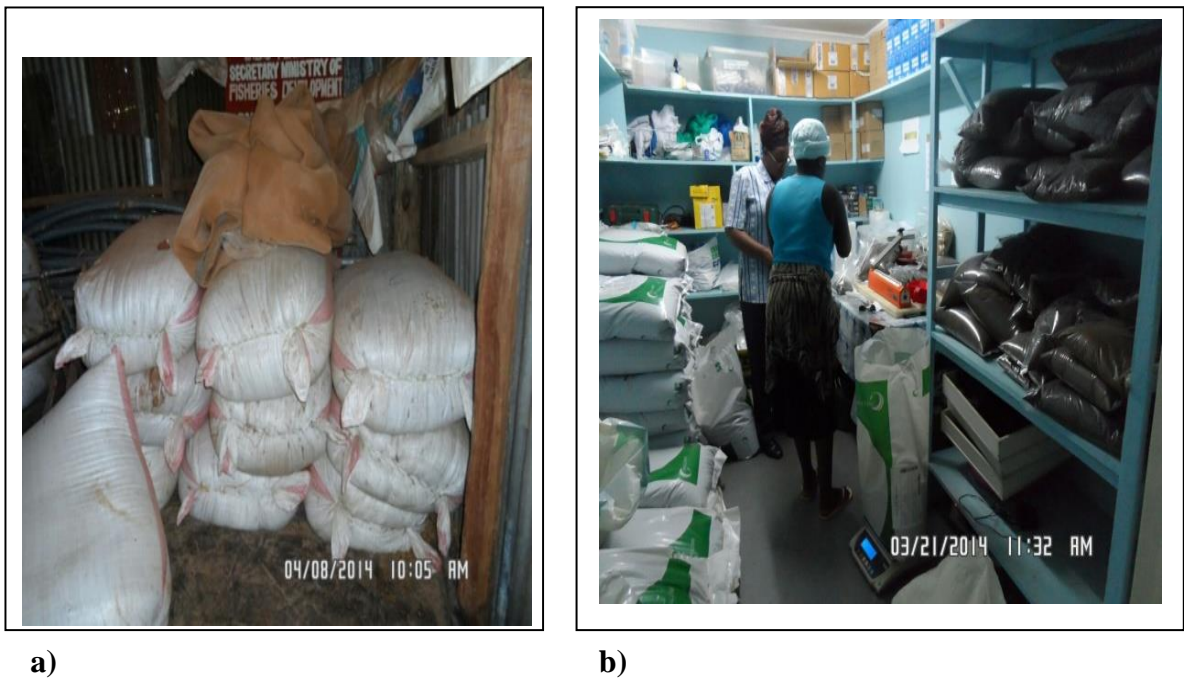 SECRETARY MINISTRY OF
FISHERIES DEVELOPMENT
04/08/2014 10:05 AM
03/21/2014 11:32 AM
a)
b)